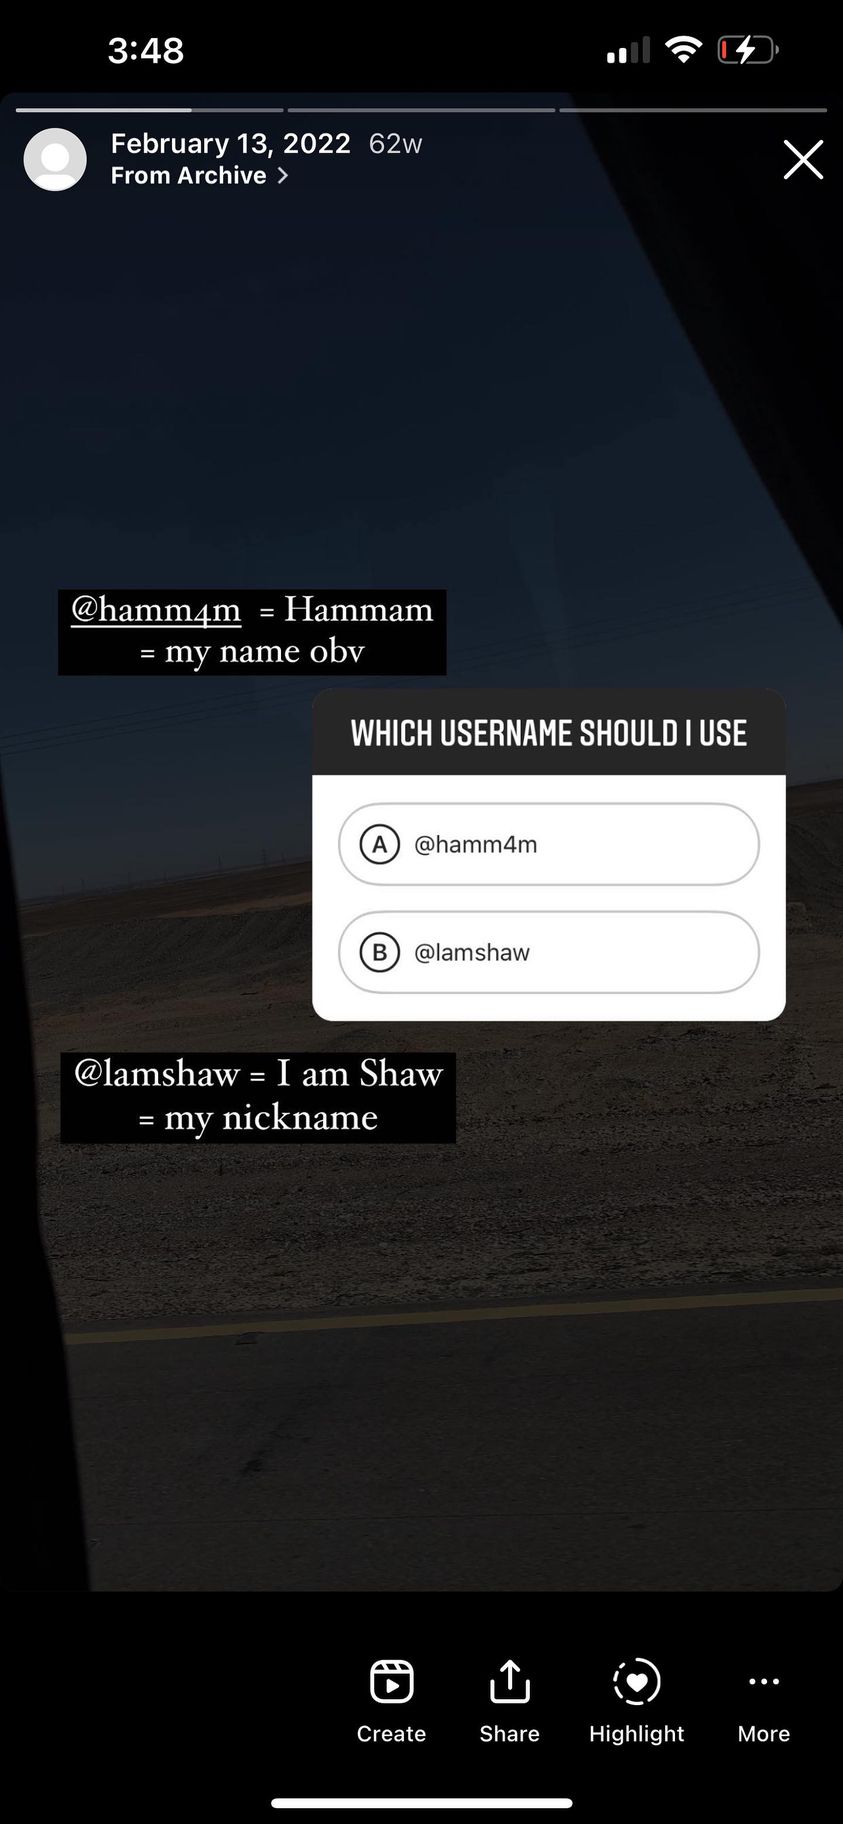 3:48
February 13, 2022 62w
From Archive >
@hamm4m = Hammam
= my name obv
WHICH USERNAME SHOULD I USE
A @hamm4m
B @lamshaw
@lamshaw = I am Shaw
= my nickname
Create Share Highlight More